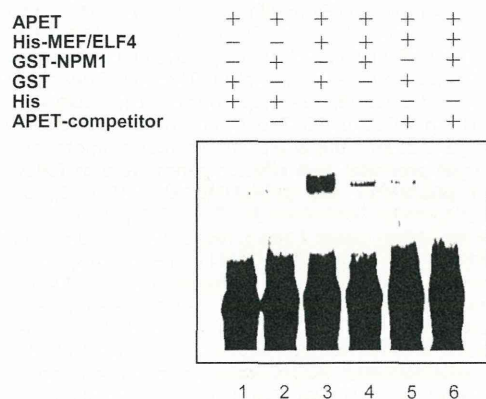 APET + + + + + +
His-MEF/ELF4 − − + + + +
GST-NPM1 − + − + − +
GST + − + − + −
His + + − − − −
APET-competitor − − − − + +
1 2 3 4 5 6